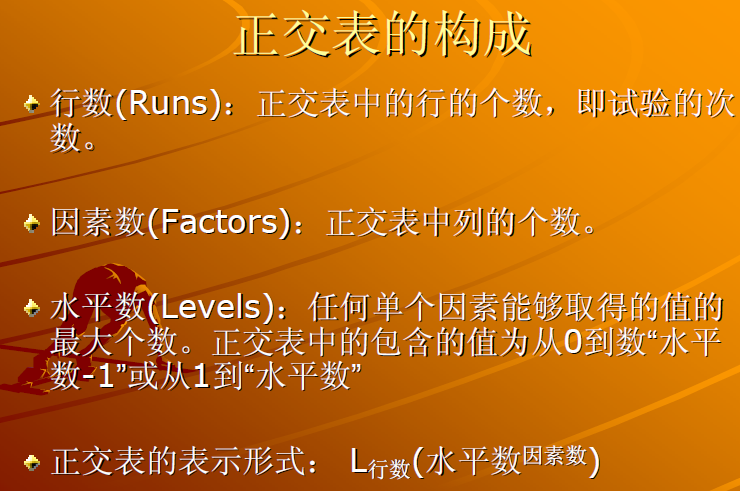 正交表的构成
行数(Runs)：正交表中的行的个数，即试验的次
数。
因素数(Factors)：正交表中列的个数。
水平数(Levels)：任何单个因素能够取得的值的
最大个数。正交表中的包含的值为从0到数“水平
数-1”或从1到“水平数”
正交表的表示形式： L行数(水平数因素数)